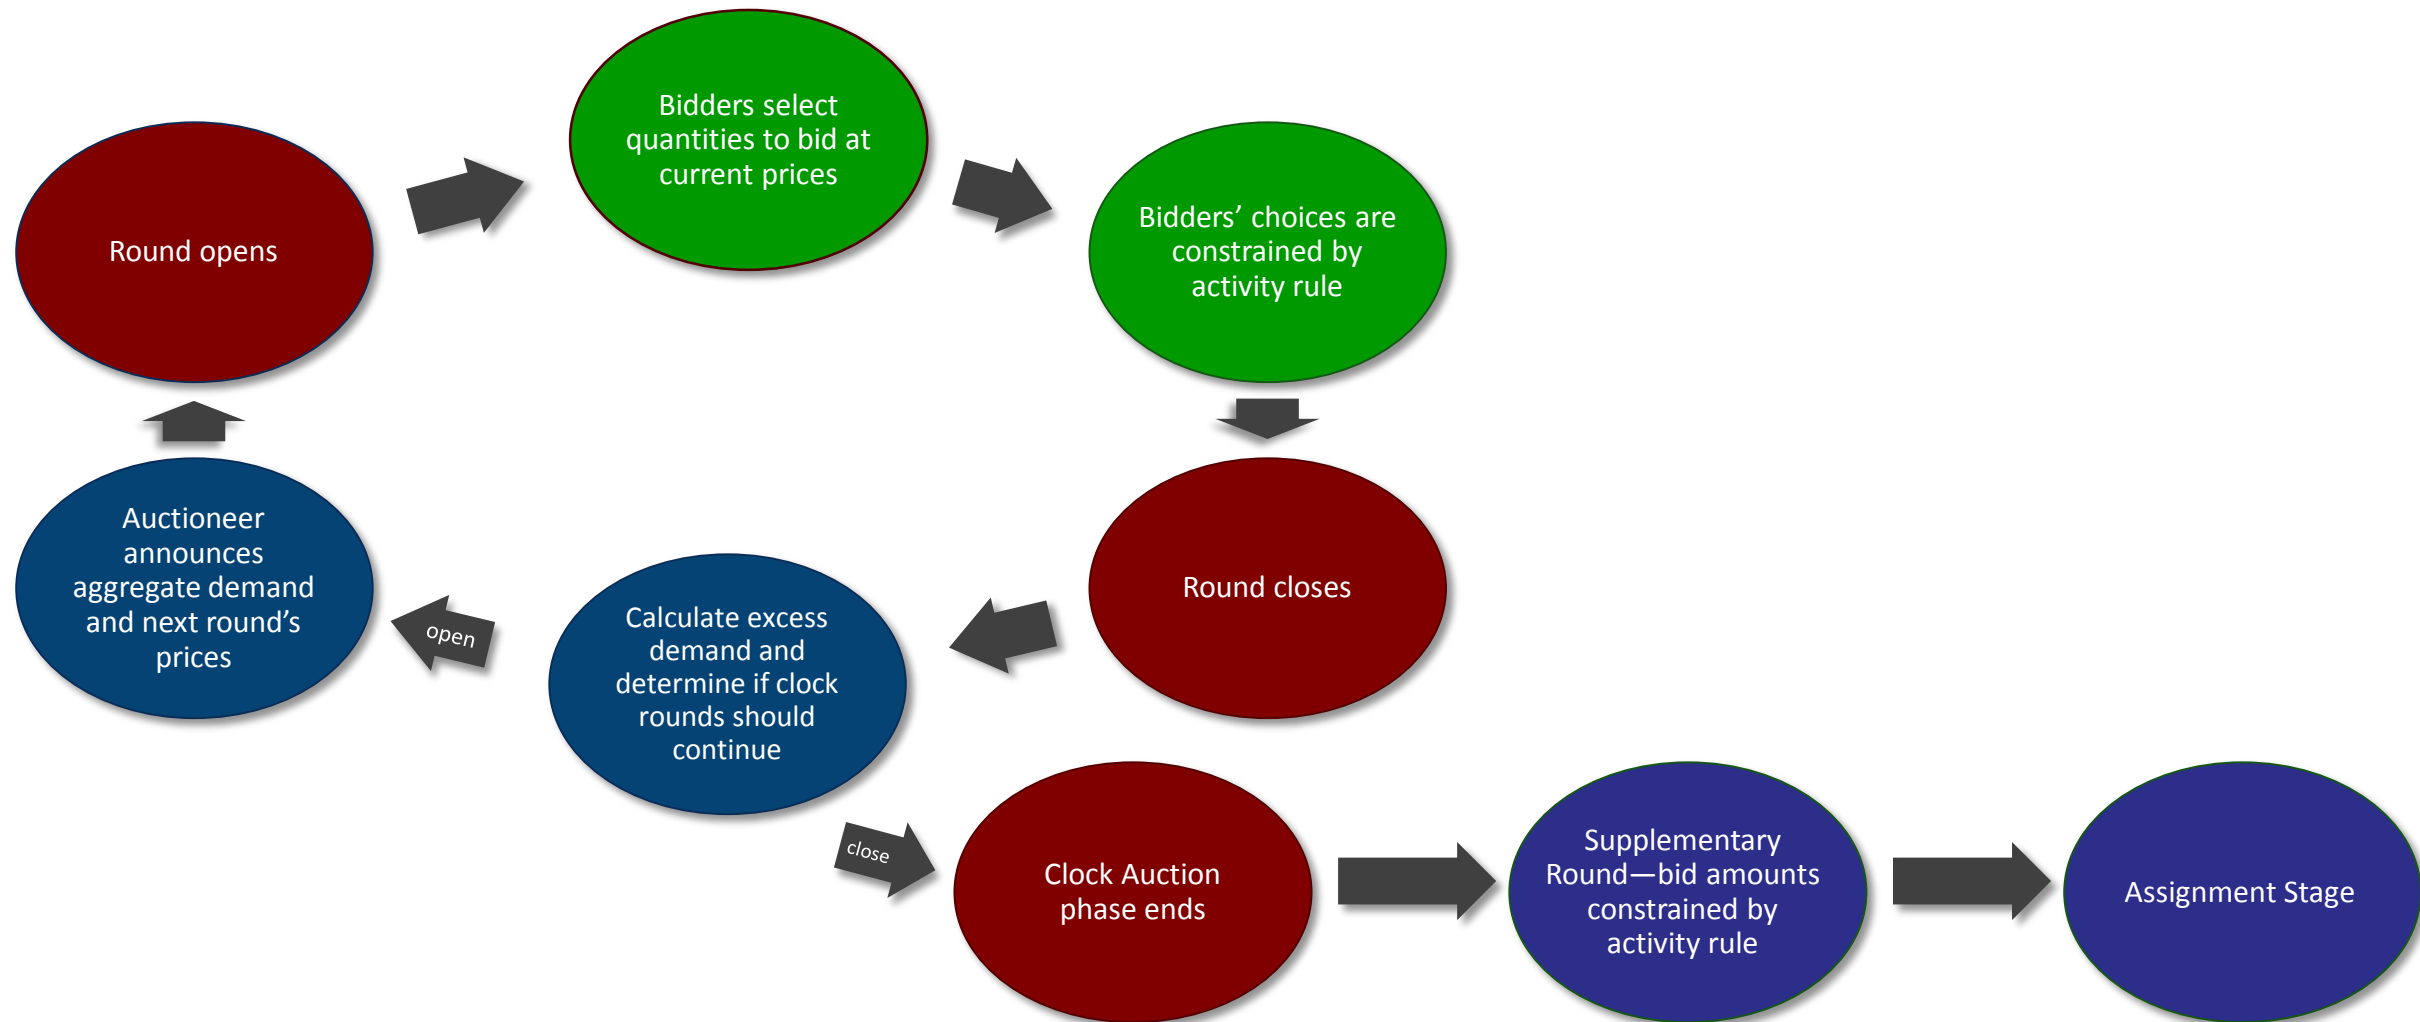 Round opens
Bidders select
quantities to bid at
current prices
Bidders’ choices are
constrained by
activity rule
Round closes
Calculate excess
demand and
determine if clock
rounds should
continue
open
Auctioneer
announces
aggregate demand
and next round’s
prices
close
Clock Auction
phase ends
Supplementary
Round—bid amounts
constrained by
activity rule
Assignment Stage